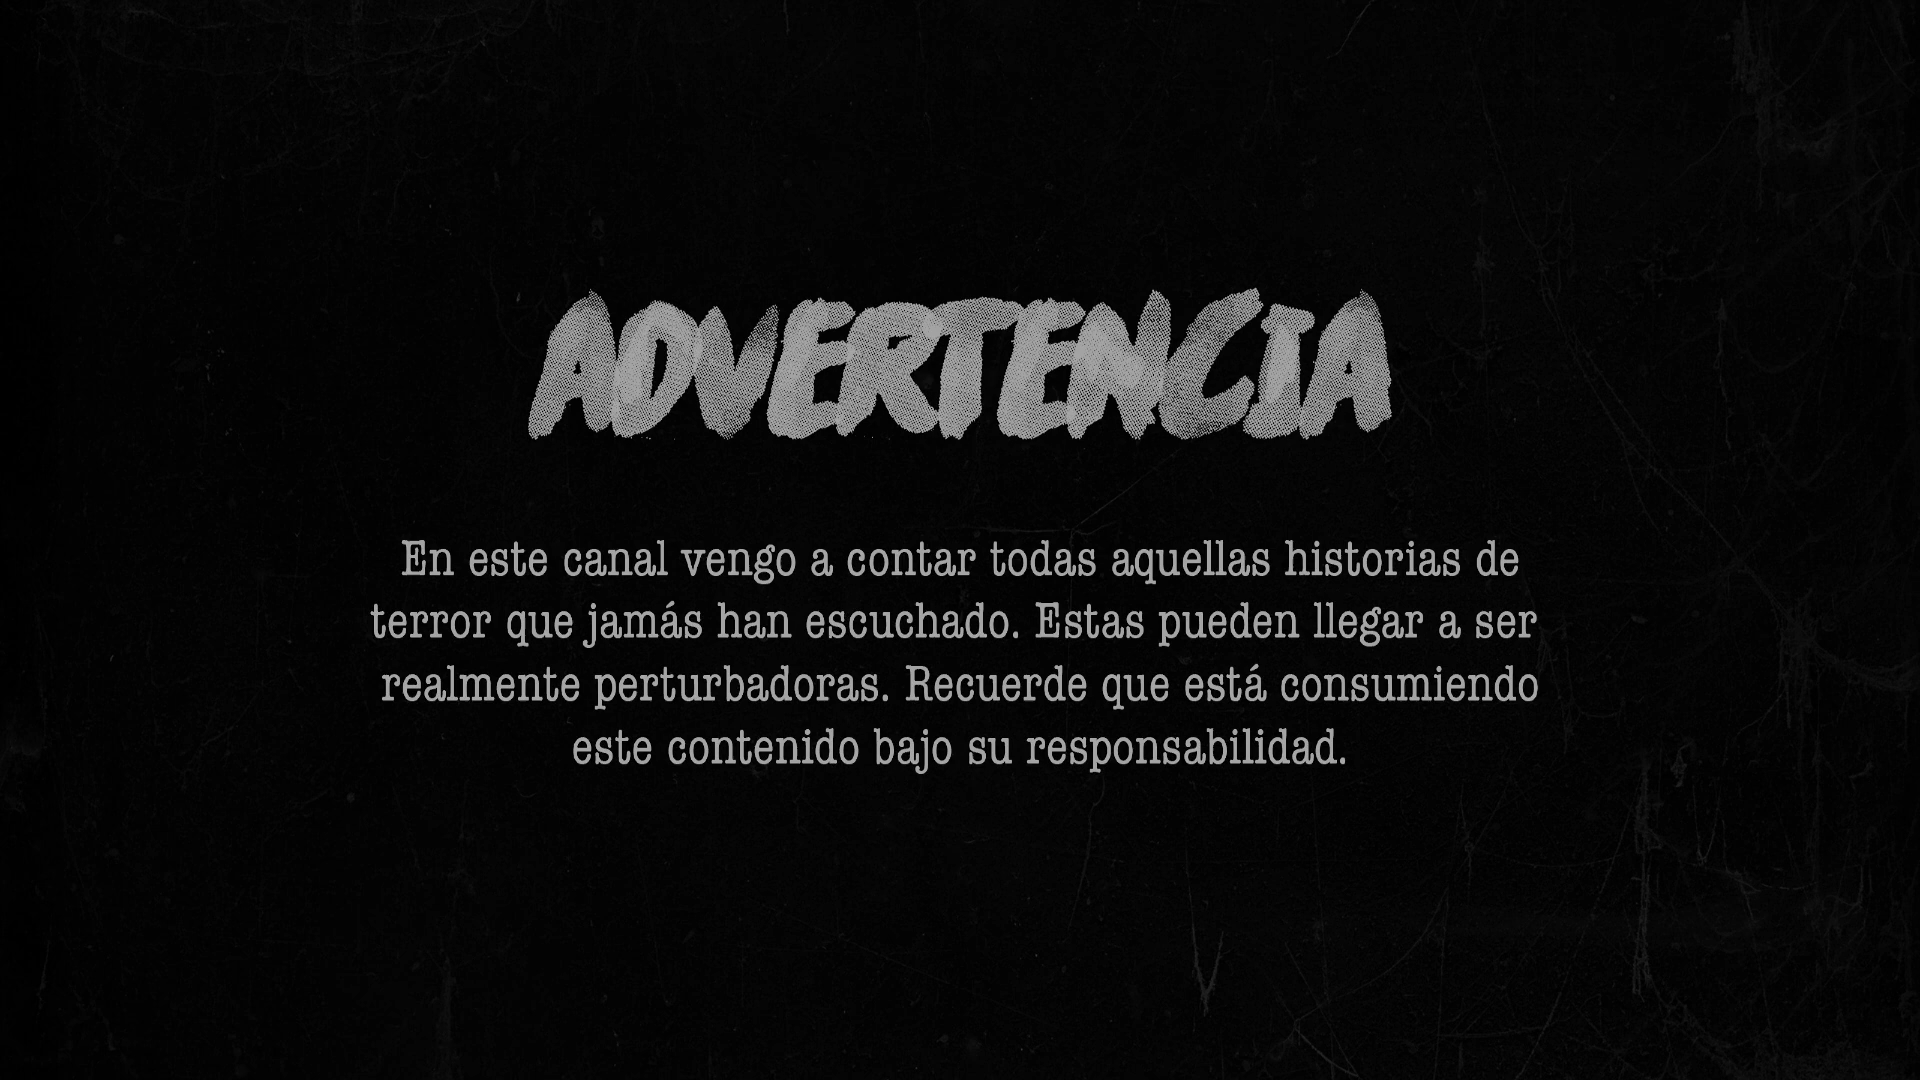 ADVERTENCIA
En este canal vengo a contar todas aquellas historias de
terror que jamás han escuchado. Estas pueden llegar a ser
realmente perturbadoras. Recuerde que está consumiendo
este contenido bajo su responsabilidad.